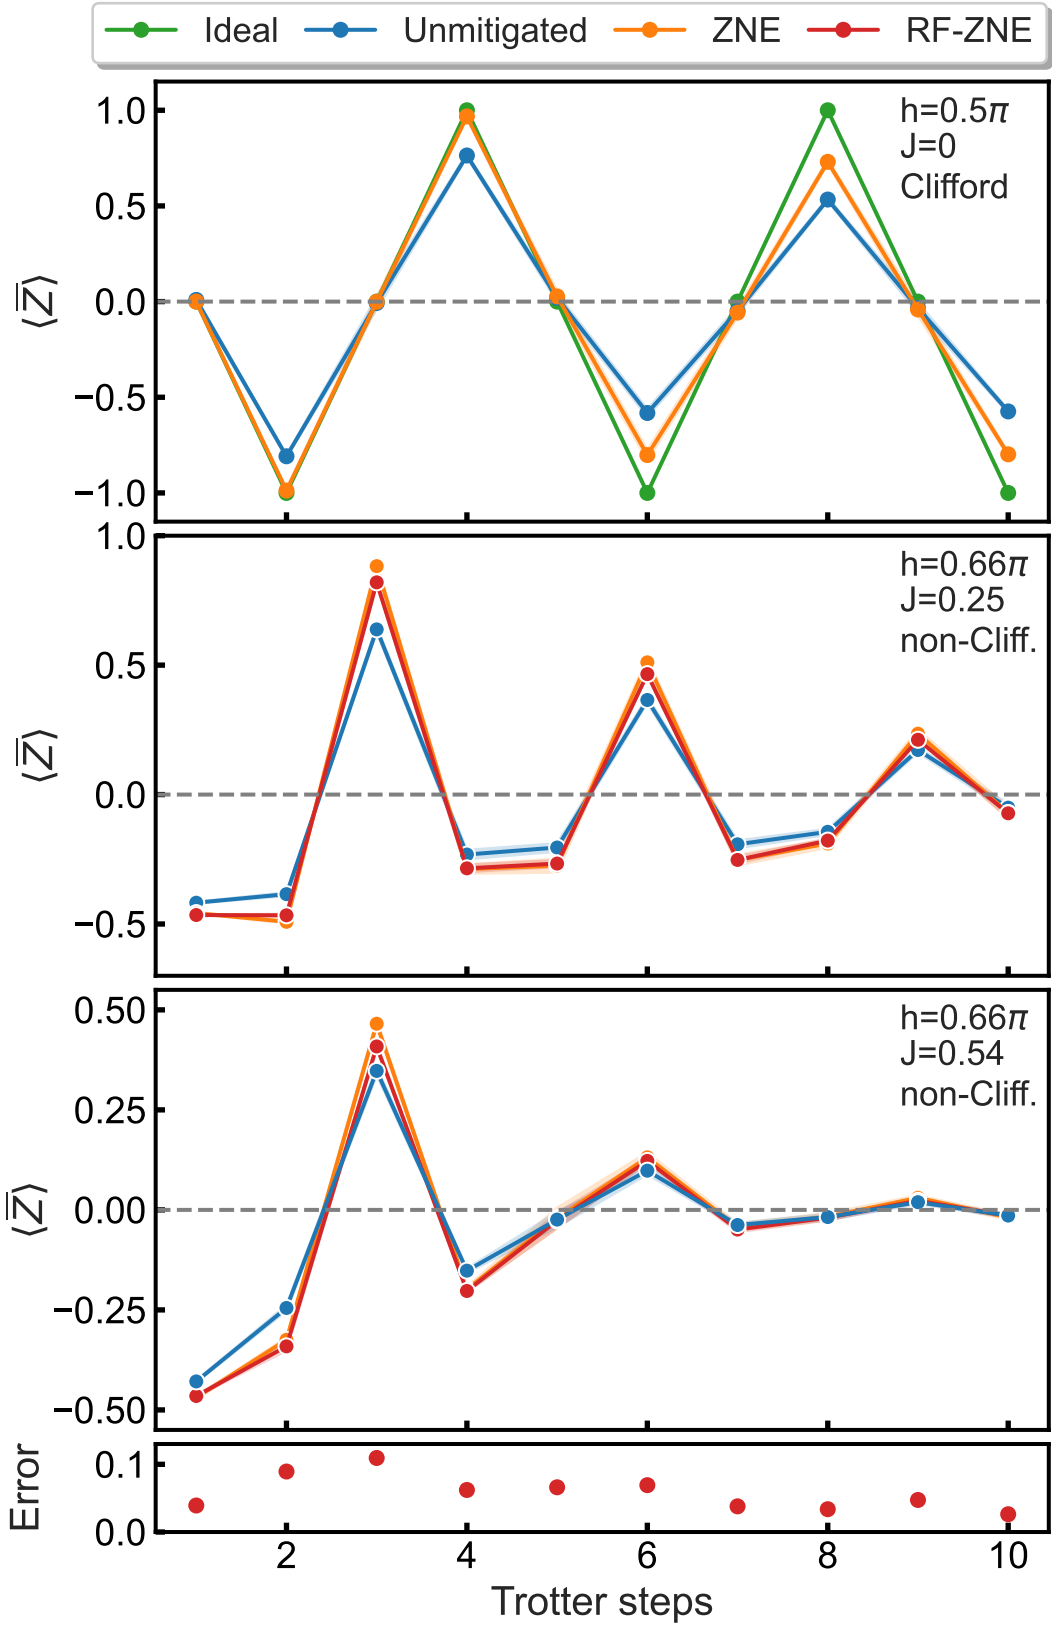 Ideal Unmitigated ZNE RF-ZNE
h=0.5π
J=0
Clifford
1.0
0.5
0.0
−0.5
−1.0
⟨Z̅⟩
h=0.66π
J=0.25
non-Cliff.
1.0
0.5
0.0
−0.5
⟨Z̅⟩
h=0.66π
J=0.54
non-Cliff.
0.50
0.25
0.00
−0.25
−0.50
⟨Z̅⟩
0.1
0.0
Error
2 4 6 8 10
Trotter steps